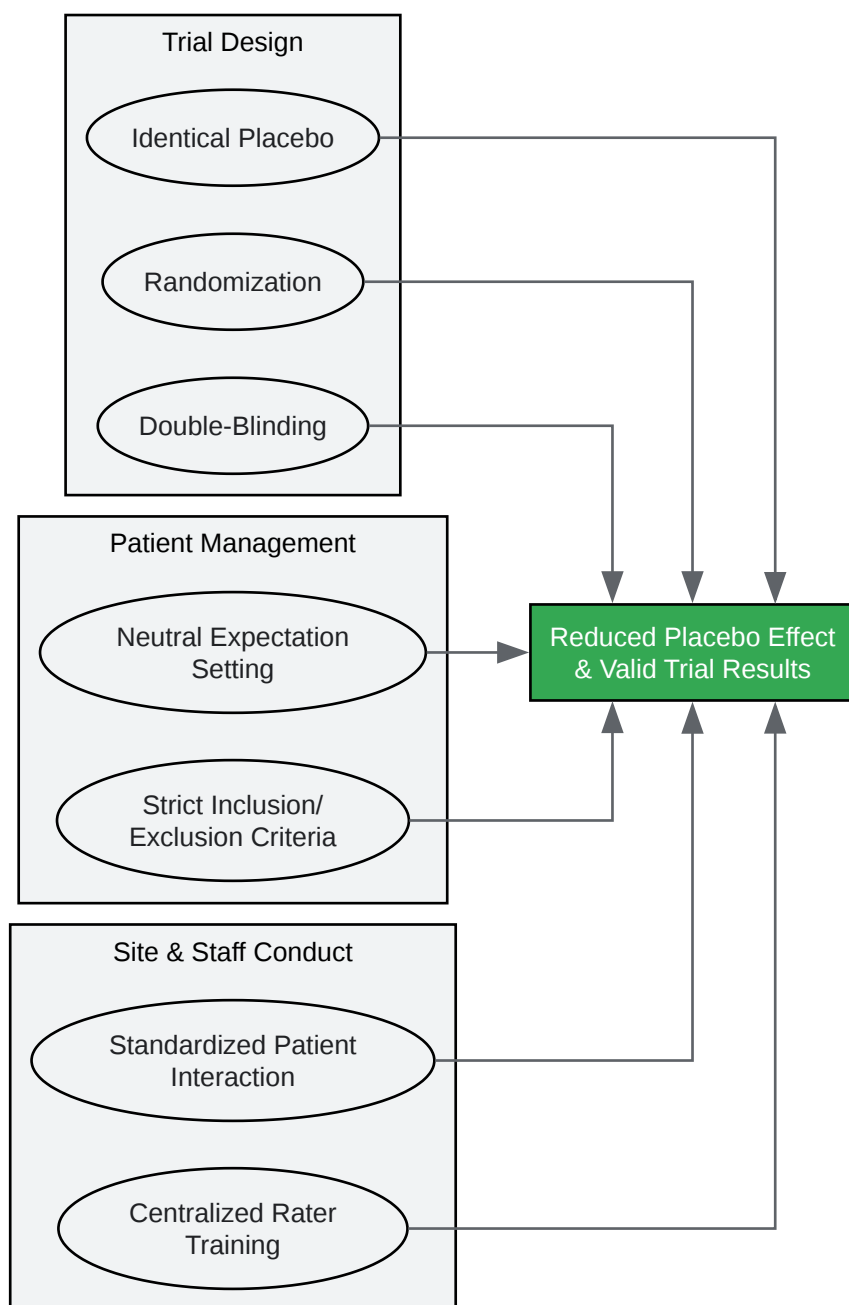 Trial Design
Identical Placebo
Randomization
Double-Blinding
Patient Management
Neutral Expectation
Setting
Strict Inclusion/
Exclusion Criteria
Site & Staff Conduct
Standardized Patient
Interaction
Centralized Rater
Training
Reduced Placebo Effect
& Valid Trial Results